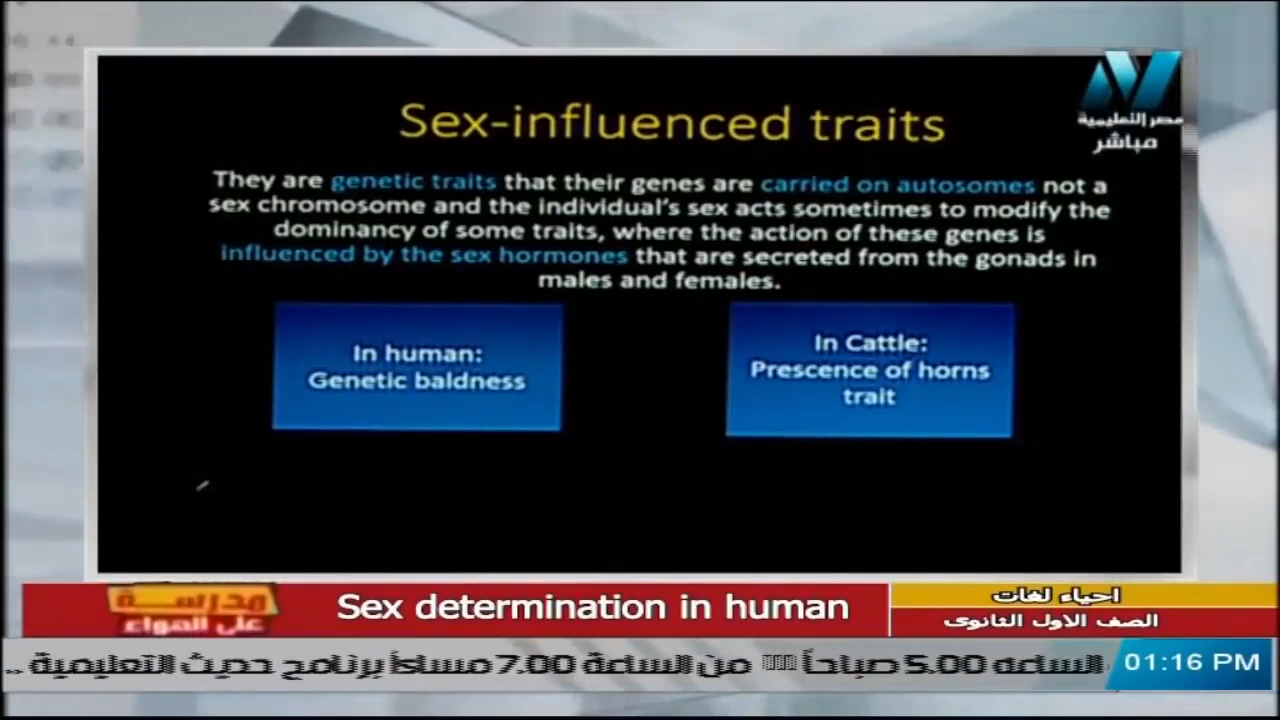 Sex-influenced traits
مصر التعليمية
مباشر
They are genetic traits that their genes are carried on autosomes not a
sex chromosome and the individual's sex acts sometimes to modify the
dominancy of some traits, where the action of these genes is
influenced by the sex hormones that are secreted from the gonads in
males and females.
In human:
Genetic baldness
In Cattle:
Prescence of horns
trait
مدرسة
على الهواء
Sex determination in human
احياء لغات
الصف الاول الثانوى
الساعه 5.00 صباحاً !!!! من الساعة 7.00 مساءاً برنامج حديث التعليمية ..
01:16 PM